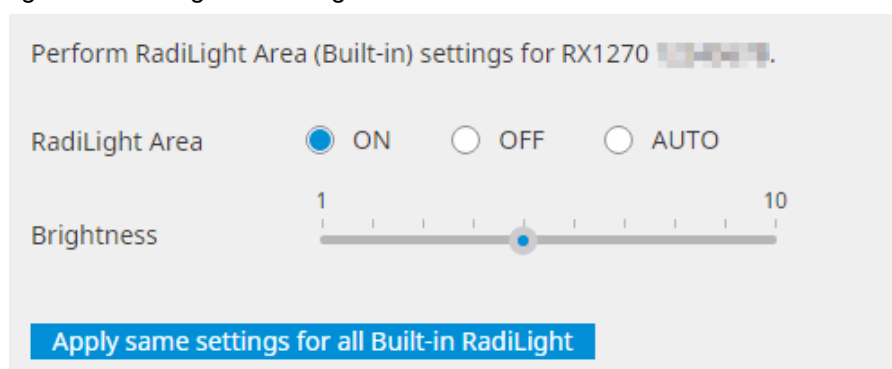 Perform RadiLight Area (Built-in) settings for RX1270
RadiLight Area ON OFF AUTO
1 10
Brightness
Apply same settings for all Built-in RadiLight